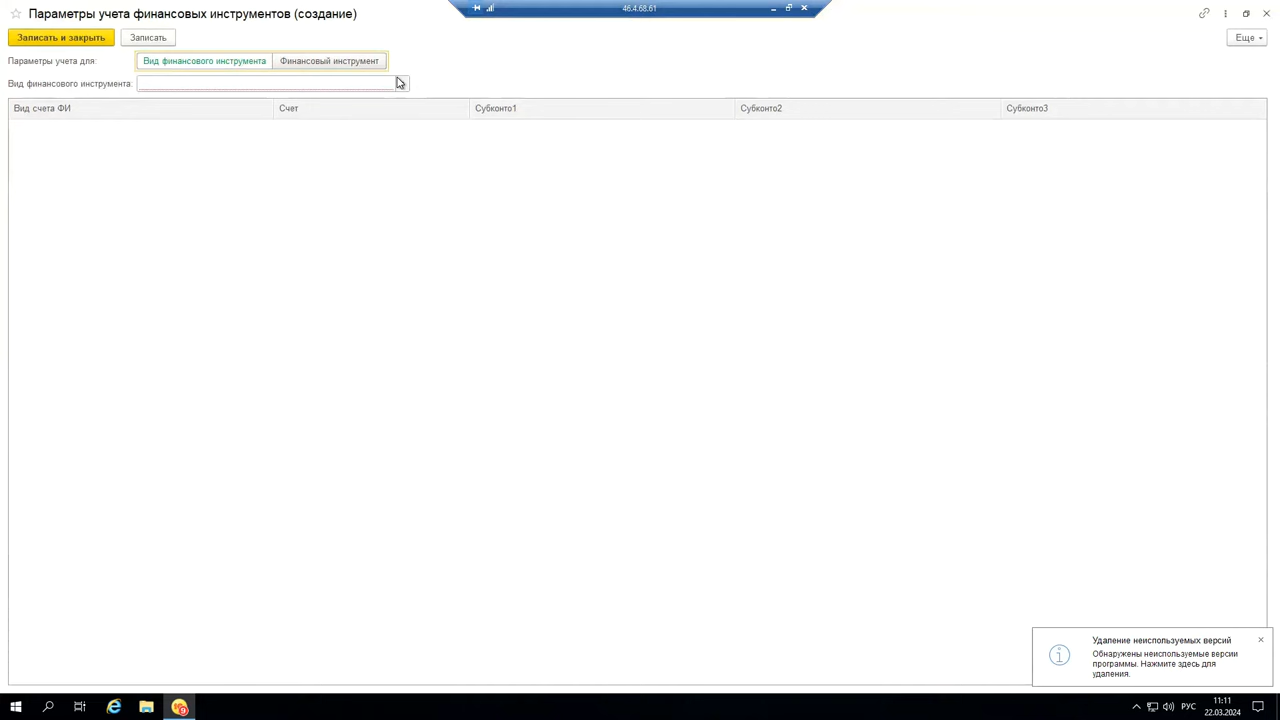 46.4.68.61
Параметры учета финансовых инструментов (создание)
Записать и закрыть
Записать
Еще
Параметры учета для:
Вид финансового инструмента
Финансовый инструмент
Вид финансового инструмента:
Вид счета ФИ
Счет
Субконто1
Субконто2
Субконто3
Удаление неиспользуемых версий
Обнаружены неиспользуемые версии
программы. Нажмите здесь для
удаления.
РУС
11:11
22.03.2024